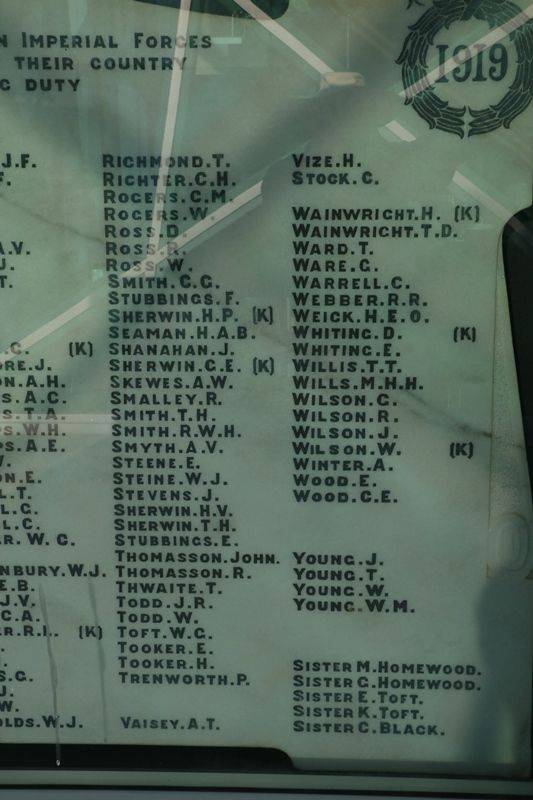 IMPERIAL FORCES
THEIR COUNTRY
DUTY
1919
J.F.
F.
A.V.
J.
T.
C. (K)
RE.J.
N.A.H.
S.A.C.
S.T.A.
S.W.H.
PS.A.E.
ON.E.
L.T.
L.G.
L.C.
R.W.G.
NBURY.W.J.
E.B.
J.V.
C.A.
R.R.I.. (K)
S.G.
J.
W.
OLDS.W.J.
RICHMOND.T.
RICHTER.C.H.
ROGERS.C.M.
ROGERS.W.
ROSS.D.
ROSS.R.
ROSS.W.
SMITH.C.G.
STUBBINGS.F.
SHERWIN.H.P. (K)
SEAMAN.H.A.B.
SHANAHAN.J.
SHERWIN.G.E. (K)
SKEWES.A.W.
SMALLEY.R.
SMITH.T.H.
SMITH.R.W.H.
SMYTH.A.V.
STEENE.E.
STEINE.W.J.
STEVENS.J.
SHERWIN.H.V.
SHERWIN.T.H.
STUBBINGS.E.
THOMASSON.JOHN.
THOMASSON.R.
THWAITE.T.
TODD.J.R.
TODD.W.
TOFT.W.G.
TOOKER.E.
TOOKER.H.
TRENWORTH.P.
VAISEY.A.T.
VIZE.H.
STOCK.C.
WAINWRIGHT.H. (K)
WAINWRIGHT.T.D.
WARD.T.
WARE.G.
WARRELL.C.
WEBBER.R.R.
WEICK.H.E.O.
WHITING.D. (K)
WHITING.E.
WILLIS.T.T.
WILLS.M.H.H.
WILSON.G.
WILSON.R.
WILSON.J.
WILSON.W. (K)
WINTER.A.
WOOD.E.
WOOD.C.E.
YOUNG.J.
YOUNG.T.
YOUNG.W.
YOUNG.W.M.
SISTER M.HOMEWOOD.
SISTER G.HOMEWOOD.
SISTER E.TOFT.
SISTER K.TOFT.
SISTER C.BLACK.